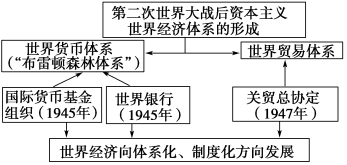 第二次世界大战后资本主义
世界经济体系的形成
世界货币体系
(“布雷顿森林体系”)
世界贸易体系
国际货币基金
组织(1945年)
世界银行
(1945年)
关贸总协定
(1947年)
世界经济向体系化、制度化方向发展